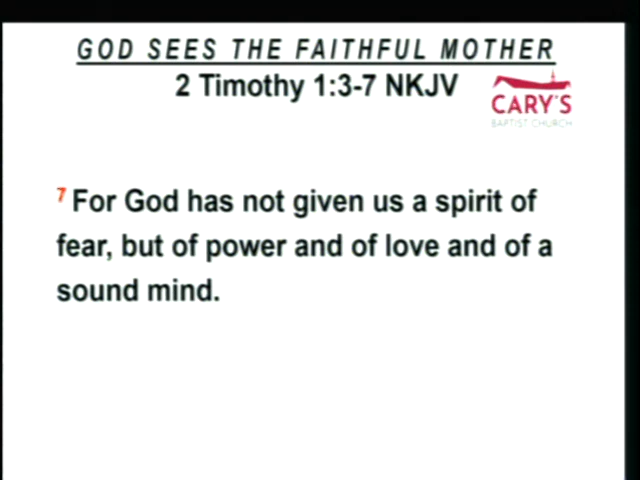 GOD SEES THE FAITHFUL MOTHER
2 Timothy 1:3-7 NKJV
CARY'S
BAPTIST CHURCH
7 For God has not given us a spirit of
fear, but of power and of love and of a
sound mind.